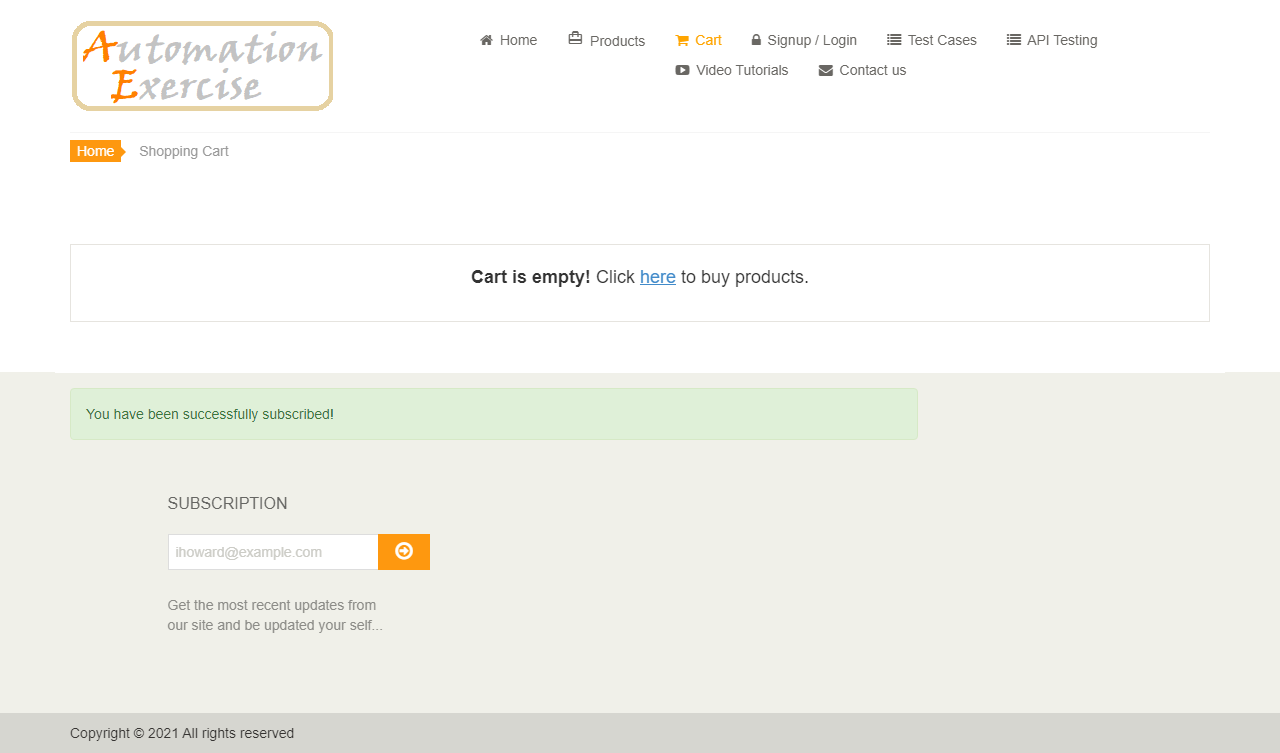 Automation
Exercise
Home Products Cart Signup / Login Test Cases API Testing
Video Tutorials Contact us
Home Shopping Cart
Cart is empty! Click here to buy products.
You have been successfully subscribed!
SUBSCRIPTION
ihoward@example.com
Get the most recent updates from
our site and be updated your self...
Copyright © 2021 All rights reserved